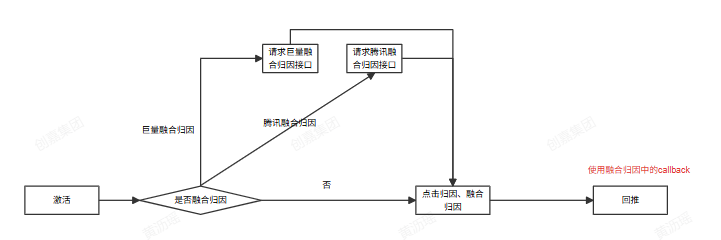 请求巨量融
合归因接口
请求腾讯融
合归因接口
巨量融合归因
腾讯融合归因
使用融合归因中的callback
激活
是否融合归因
否
点击归因、融合
归因
回推